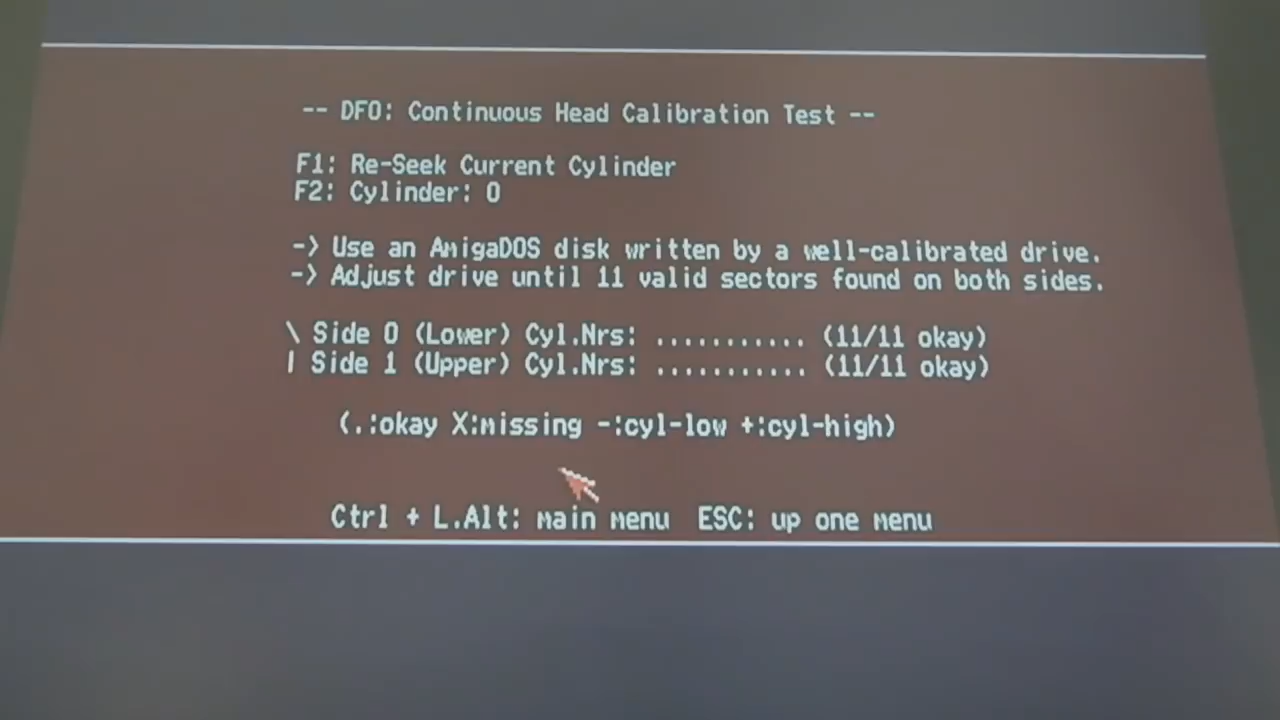 -- DF0: Continuous Head Calibration Test --
F1: Re-Seek Current Cylinder
F2: Cylinder: 0
-> Use an AmigaDOS disk written by a well-calibrated drive.
-> Adjust drive until 11 valid sectors found on both sides.
\ Side 0 (Lower) Cyl.Nrs: ........... (11/11 okay)
| Side 1 (Upper) Cyl.Nrs: ........... (11/11 okay)
(.:okay X:missing -:cyl-low +:cyl-high)
Ctrl + L.Alt: main menu  ESC: up one menu